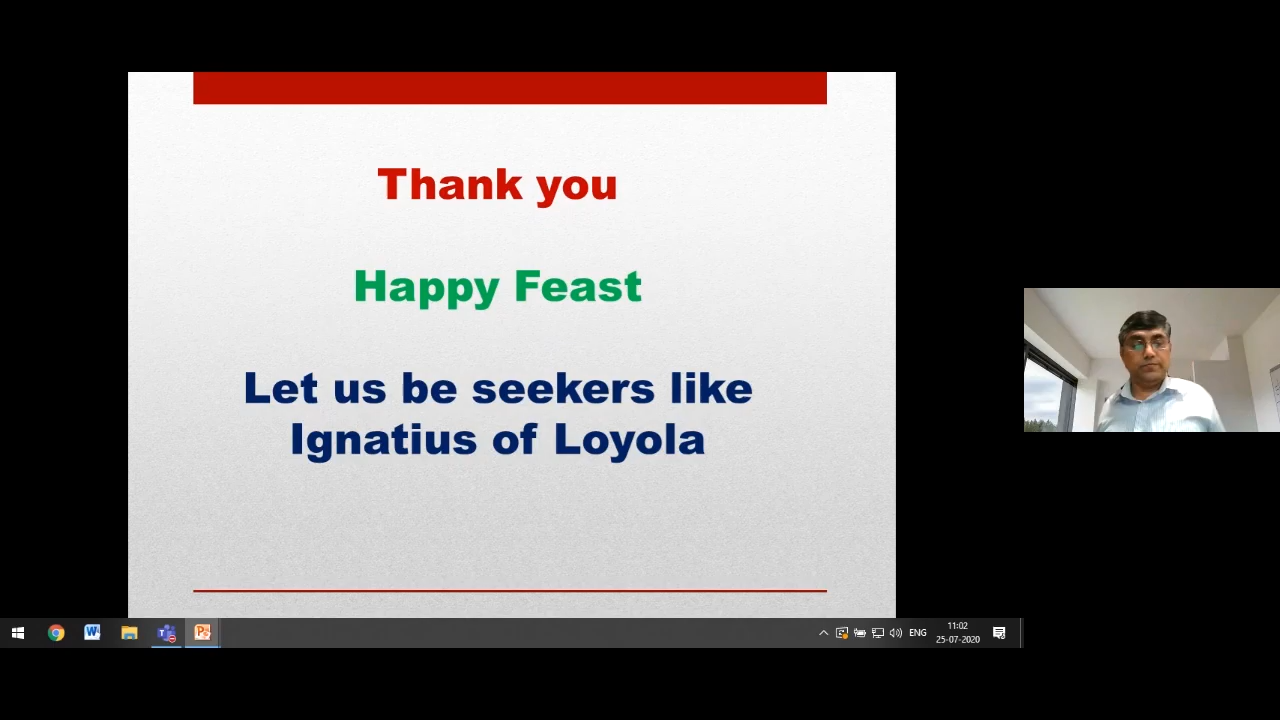 Thank you
Happy Feast
Let us be seekers like
Ignatius of Loyola
ENG
11:02
25-07-2020